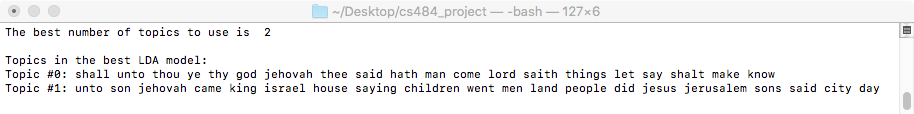 ~/Desktop/cs484_project — -bash — 127×6
The best number of topics to use is  2
Topics in the best LDA model:
Topic #0: shall unto thou ye thy god jehovah thee said hath man come lord saith things let say shalt make know
Topic #1: unto son jehovah came king israel house saying children went men land people did jesus jerusalem sons said city day